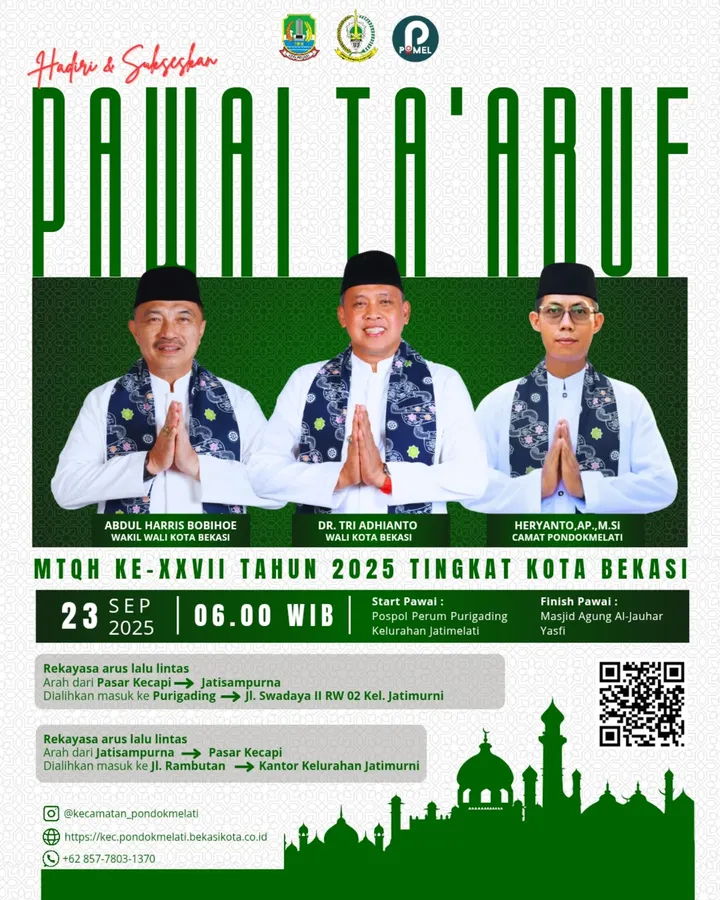 POMEL
Hadiri & Sukseskan
PAWAI TA'ARUF
ABDUL HARRIS BOBIHOE
WAKIL WALI KOTA BEKASI
DR. TRI ADHIANTO
WALI KOTA BEKASI
HERYANTO,AP.,M.Si
CAMAT PONDOKMELATI
MTQH KE-XXVII TAHUN 2025 TINGKAT KOTA BEKASI
23 SEP 2025
06.00 WIB
Start Pawai :
Pospol Perum Purigading
Kelurahan Jatimelati
Finish Pawai :
Masjid Agung Al-Jauhar
Yasfi
Rekayasa arus lalu lintas
Arah dari Pasar Kecapi → Jatisampurna
Dialihkan masuk ke Purigading → Jl. Swadaya II RW 02 Kel. Jatimurni
Rekayasa arus lalu lintas
Arah dari Jatisampurna → Pasar Kecapi
Dialihkan masuk ke Jl. Rambutan → Kantor Kelurahan Jatimurni
@kecamatan_pondokmelati
https://kec.pondokmelati.bekasikota.co.id
+62 857-7803-1370